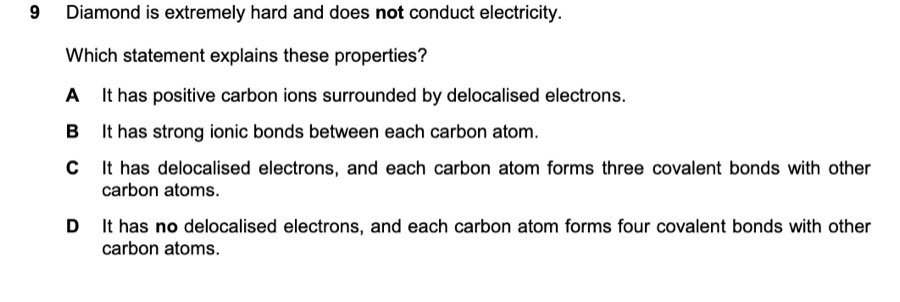 9 Diamond is extremely hard and does not conduct electricity.
Which statement explains these properties?
A It has positive carbon ions surrounded by delocalised electrons.
B It has strong ionic bonds between each carbon atom.
C It has delocalised electrons, and each carbon atom forms three covalent bonds with other
carbon atoms.
D It has no delocalised electrons, and each carbon atom forms four covalent bonds with other
carbon atoms.